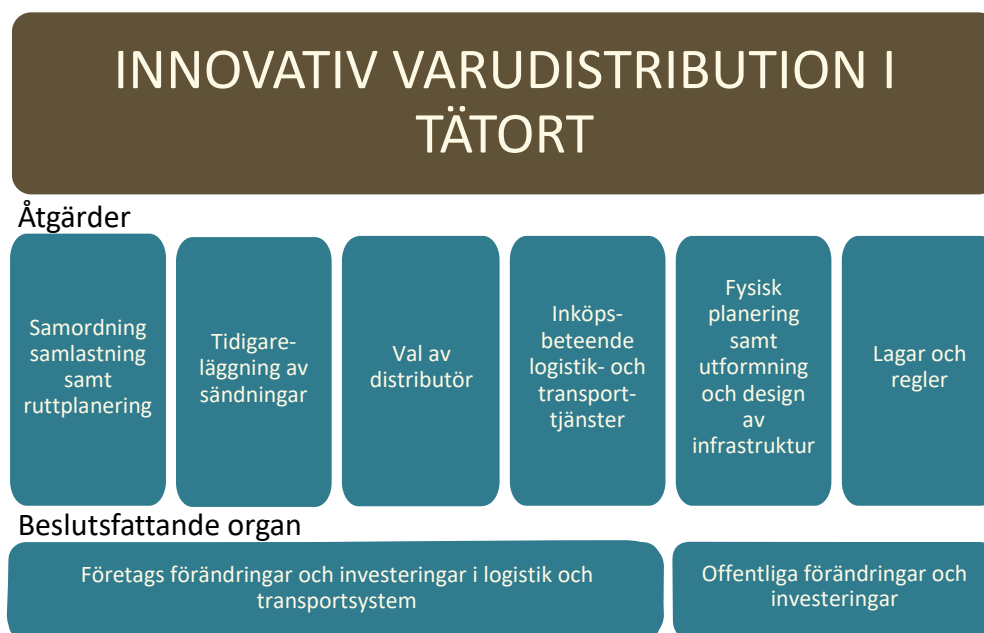 INNOVATIV VARUDISTRIBUTION I
TÄTORT
Åtgärder
Samordning
samlastning
samt
ruttplanering
Tidigare-
läggning av
sändningar
Val av
distributör
Inköps-
beteende
logistik- och
transport-
tjänster
Fysisk
planering
samt
utformning
och design
av
infrastruktur
Lagar och
regler
Beslutsfattande organ
Företags förändringar och investeringar i logistik och
transportsystem
Offentliga förändringar och
investeringar